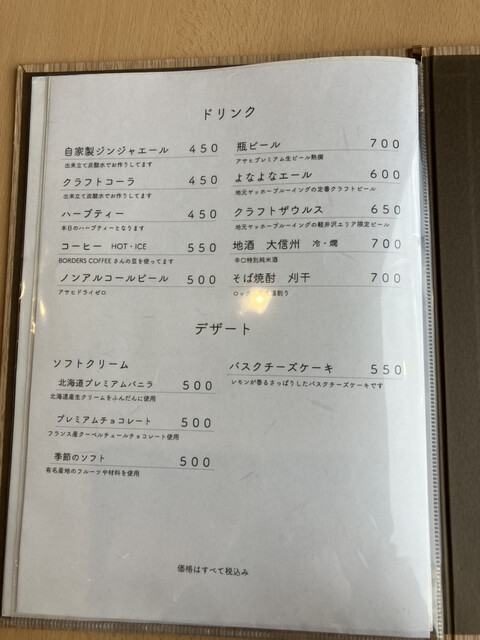 ドリンク
自家製ジンジャエール 450
出来立て炭酸水でお作りしてます
クラフトコーラ 450
出来立て炭酸水でお作りしてます
ハーブティー 450
本日のハーブティーとなります
コーヒー HOT・ICE 550
BORDERS COFFEE さんの豆を使ってます
ノンアルコールビール 500
アサヒドライゼロ
瓶ビール 700
アサヒプレミアム生ビール熟撰
よなよなエール 600
地元ヤッホーブルーイングの定番クラフトビール
クラフトザウルス 650
地元ヤッホーブルーイングの軽井沢エリア限定ビール
地酒 大信州 冷・燗 700
辛口特別純米酒
そば焼酎 刈干 700
ロック
割り
デザート
ソフトクリーム
北海道プレミアムバニラ 500
北海道産生クリームをふんだんに使用
プレミアムチョコレート 500
フランス産クーベルチュールチョコレート使用
季節のソフト 500
有名産地のフルーツや材料を使用
バスクチーズケーキ 550
レモンが香るさっぱりしたバスクチーズケーキです
価格はすべて税込み